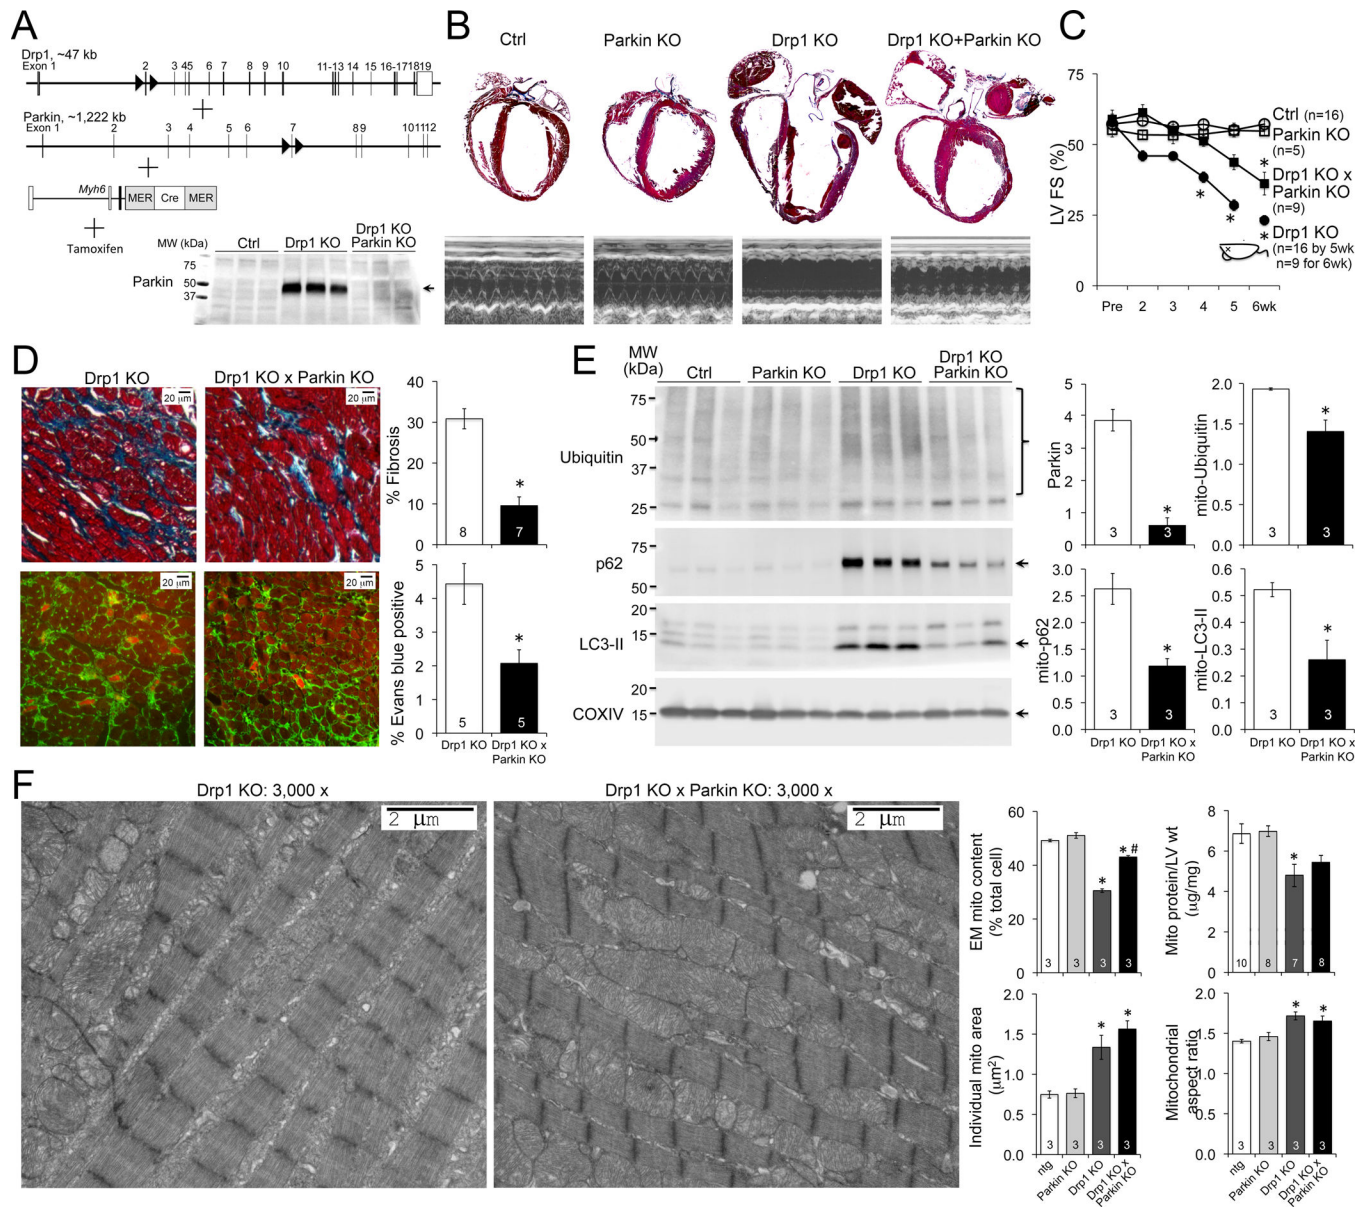 A
Drp1, ~47 kb
Exon 1
2
3
45
6
7
8
9
10
11-13
14
15
16-171819
Parkin, ~1,222 kb
Exon 1
2
3
4
5
6
7
89
101112
Myh6
MER
Cre
MER
Tamoxifen
MW (kDa)
Ctrl
Drp1 KO
Drp1 KO
Parkin KO
75
50
37
Parkin
B
Ctrl
Parkin KO
Drp1 KO
Drp1 KO+Parkin KO
C
LV FS (%)
75
50
25
0
Pre
2
3
4
5
6wk
Ctrl (n=16)
Parkin KO
(n=5)
*
Drp1 KO x
Parkin KO
(n=9)
*
*
Drp1 KO
*
(n=16 by 5wk
n=9 for 6wk)
D
Drp1 KO
Drp1 KO x Parkin KO
20 μm
20 μm
20 μm
20 μm
% Fibrosis
40
30
20
10
0
*
8
7
% Evans blue positive
5
4
3
2
1
0
*
5
5
Drp1 KO
Drp1 KO x
Parkin KO
E
MW
(kDa)
Ctrl
Parkin KO
Drp1 KO
Drp1 KO
Parkin KO
75
50
37
25
Ubiquitin
75
50
p62
20
15
LC3-II
20
15
COXIV
Parkin
5
4
3
2
1
0
*
3
3
mito-Ubiquitin
2.0
1.5
1.0
0.5
0.0
*
3
3
mito-p62
3.0
2.0
1.0
0.0
*
3
3
Drp1 KO
Drp1 KO x
Parkin KO
mito-LC3-II
0.6
0.5
0.4
0.3
0.2
0.1
0.0
*
3
3
Drp1 KO
Drp1 KO x
Parkin KO
F
Drp1 KO: 3,000 x
2 μm
Drp1 KO x Parkin KO: 3,000 x
2 μm
EM mito content
(% total cell)
60
40
20
0
*
* #
3
3
3
3
Mito protein/LV wt
(μg/mg)
8
6
4
2
0
*
10
8
7
8
Individual mito area
(μm2)
2.0
1.5
1.0
0.5
0.0
*
*
3
3
3
3
ntg
Parkin KO
Drp1 KO
Drp1 KO x
Parkin KO
Mitochondrial
aspect ratio
2.0
1.5
1.0
0.5
0.0
*
*
3
3
3
3
ntg
Parkin KO
Drp1 KO
Drp1 KO x
Parkin KO